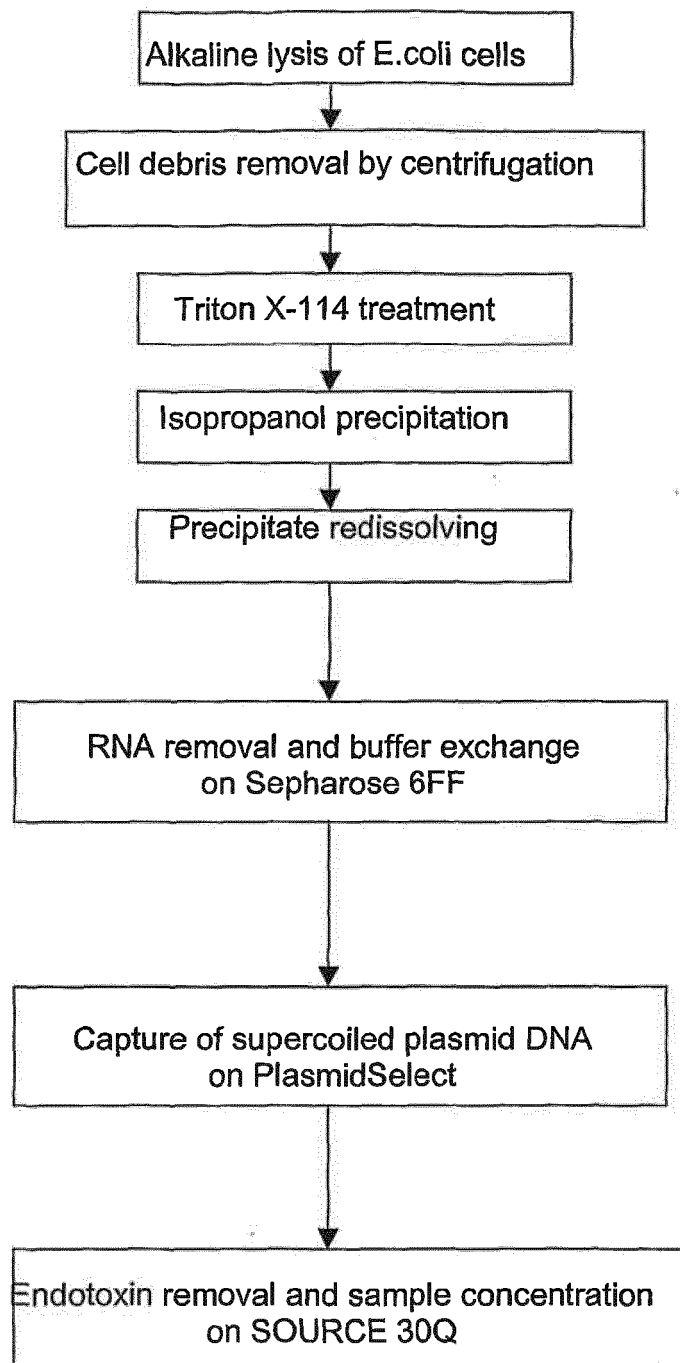 Alkaline lysis of E.coli cells
Cell debris removal by centrifugation
Triton X-114 treatment
Isopropanol precipitation
Precipitate redissolving
RNA removal and buffer exchange
on Sepharose 6FF
Capture of supercoiled plasmid DNA
on PlasmidSelect
Endotoxin removal and sample concentration
on SOURCE 30Q